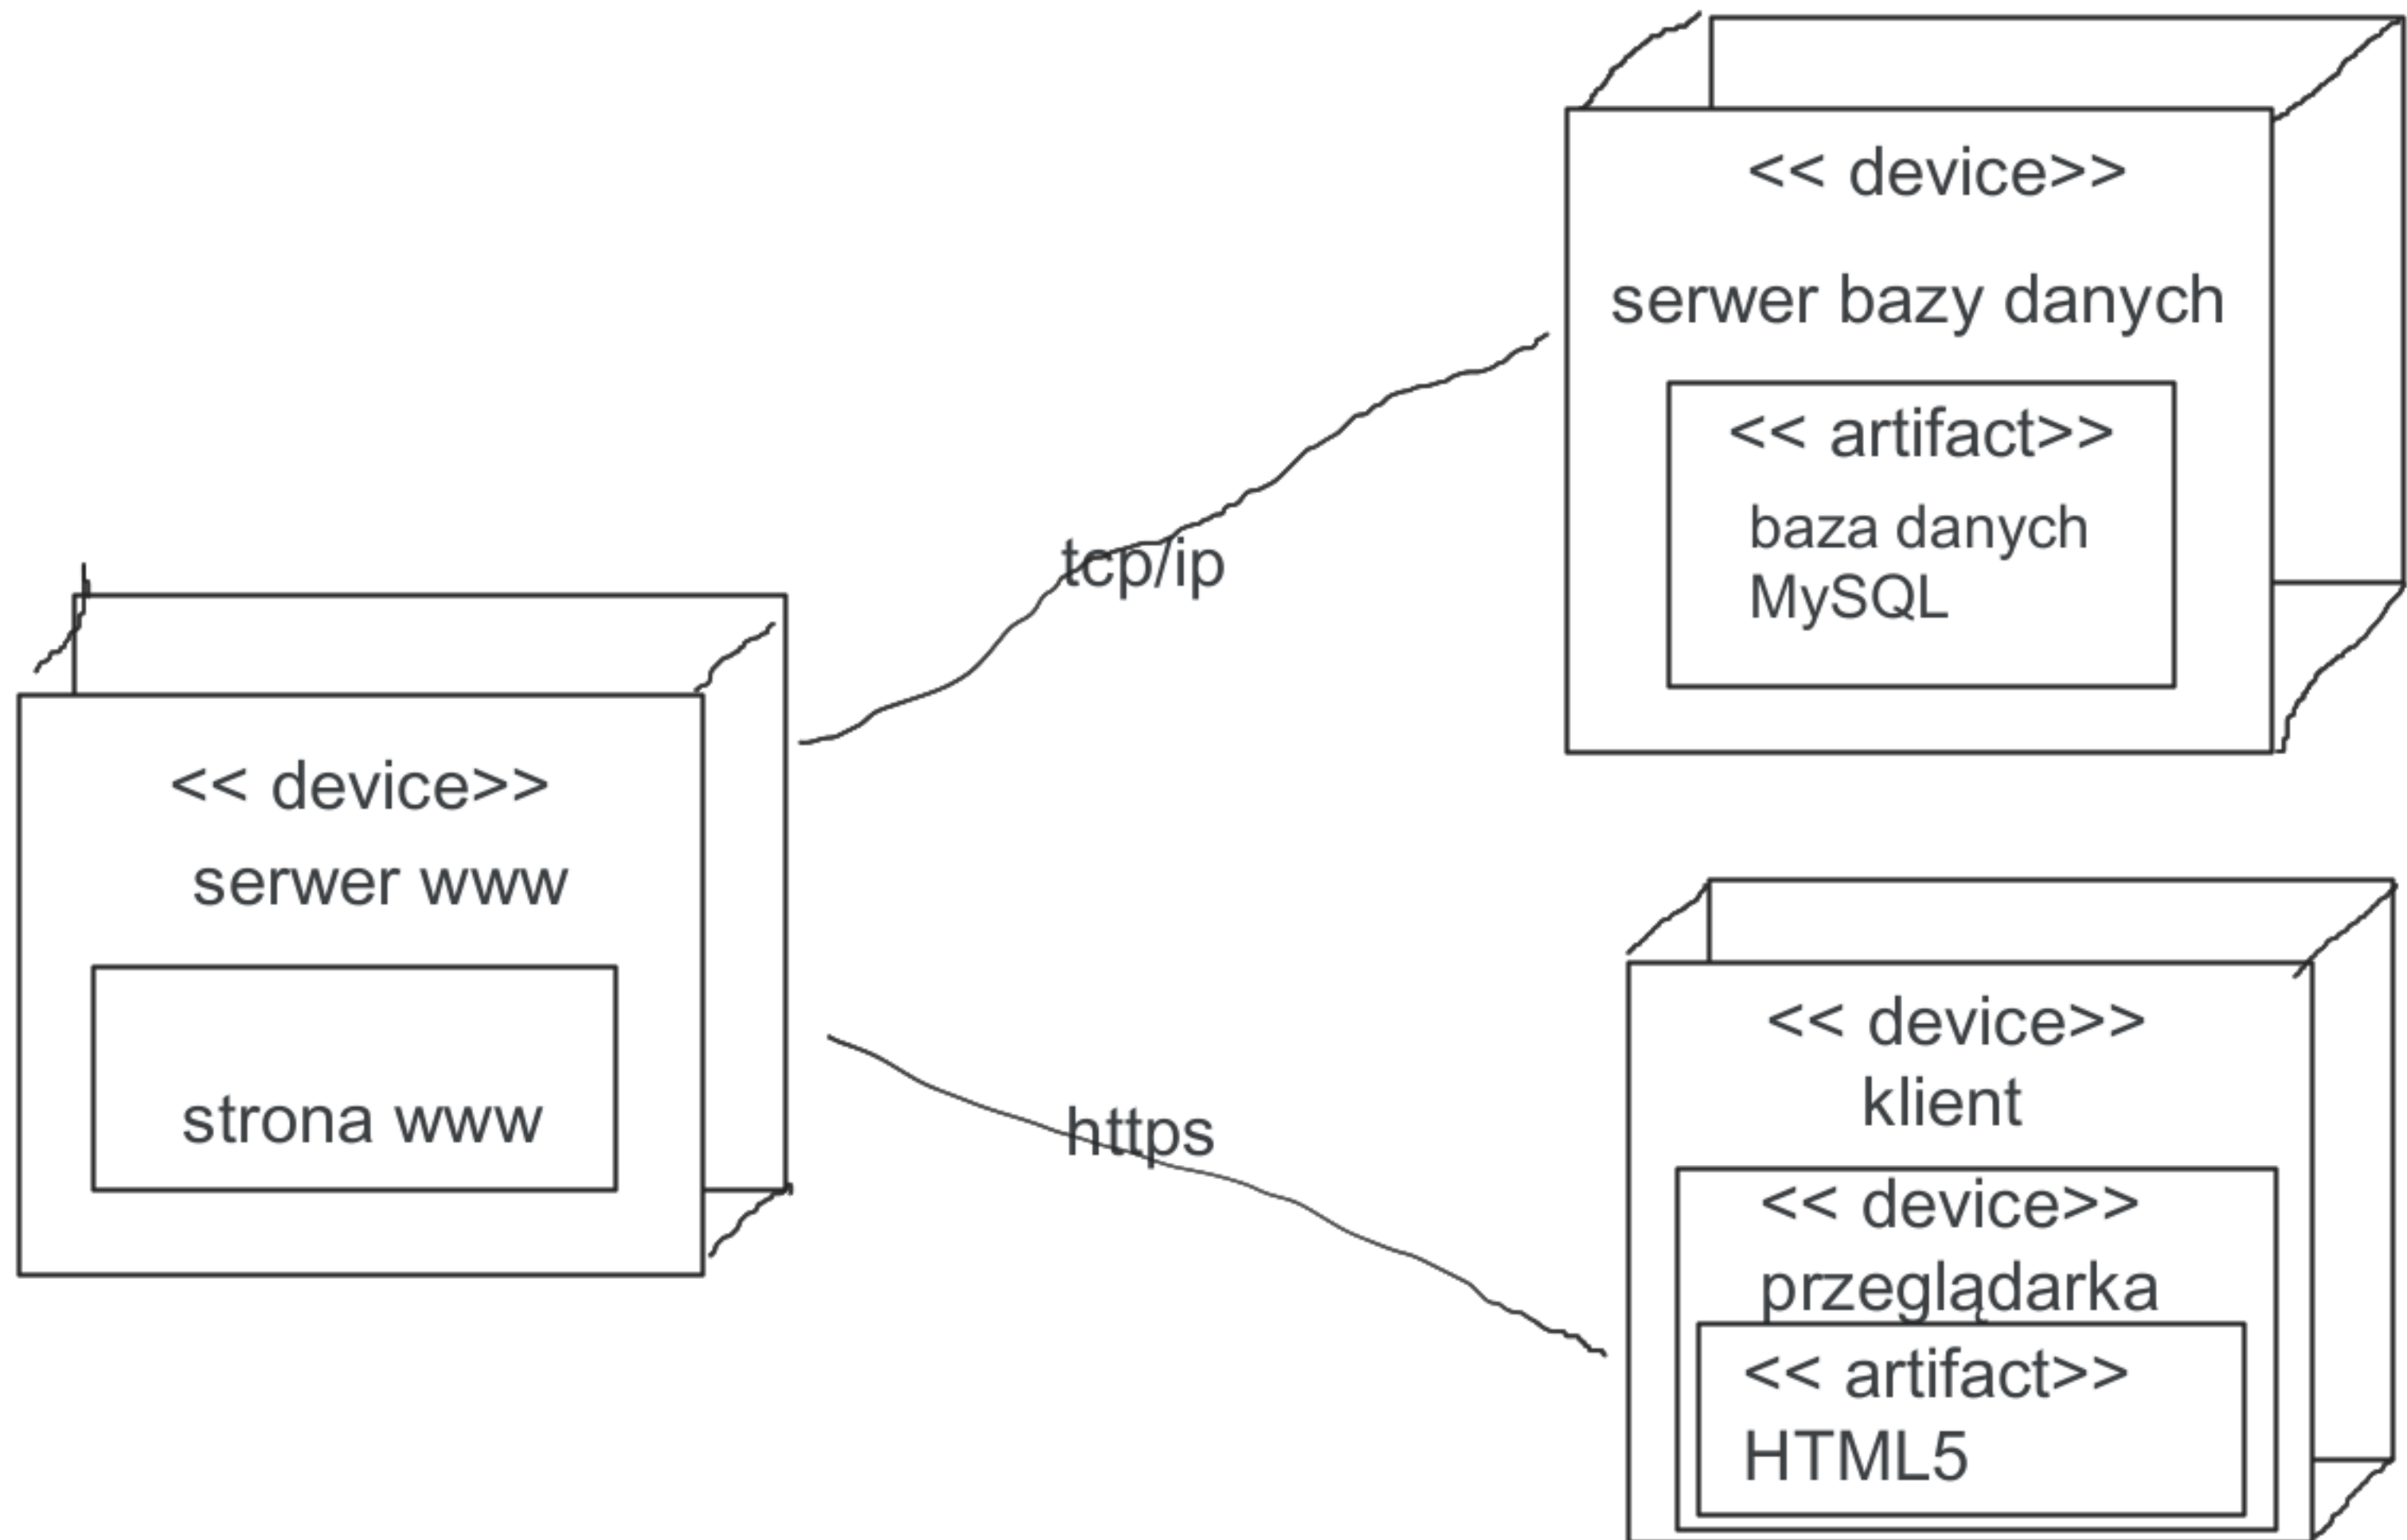 << device>>
serwer bazy danych
<< artifact>>
baza danych
MySQL
tcp/ip
<< device>>
serwer www
strona www
https
<< device>>
klient
<< device>>
przeglądarka
<< artifact>>
HTML5